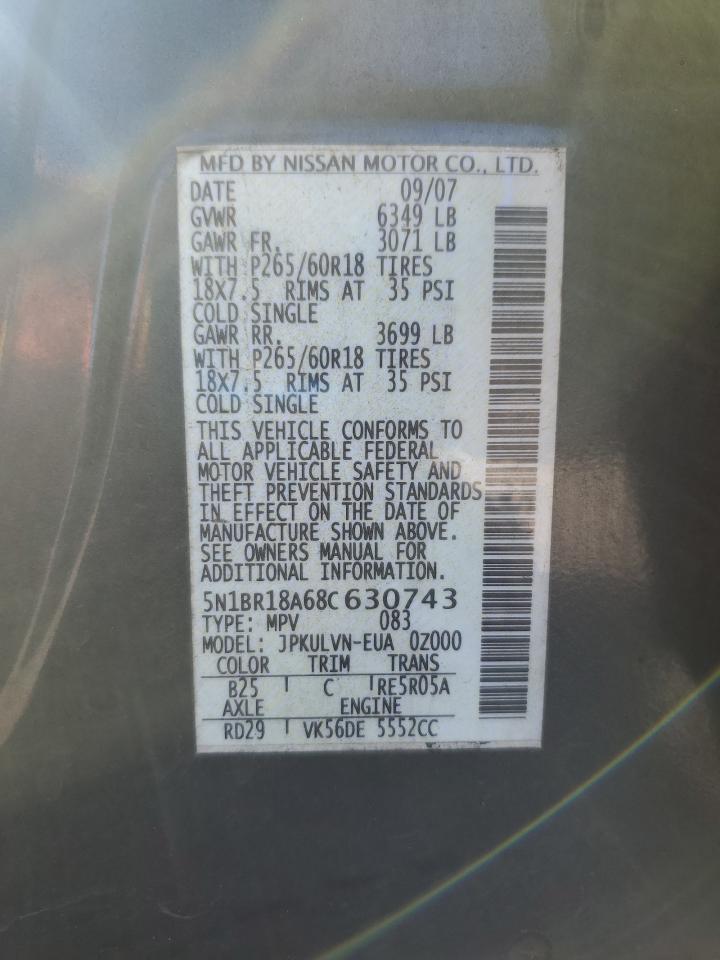 MFD BY NISSAN MOTOR CO., LTD.
DATE 09/07
GVWR 6349 LB
GAWR FR. 3071 LB
WITH P265/60R18 TIRES
18X7.5 RIMS AT 35 PSI
COLD SINGLE
GAWR RR. 3699 LB
WITH P265/60R18 TIRES
18X7.5 RIMS AT 35 PSI
COLD SINGLE
THIS VEHICLE CONFORMS TO
ALL APPLICABLE FEDERAL
MOTOR VEHICLE SAFETY AND
THEFT PREVENTION STANDARDS
IN EFFECT ON THE DATE OF
MANUFACTURE SHOWN ABOVE.
SEE OWNERS MANUAL FOR
ADDITIONAL INFORMATION.
5N1BR18A68C630743
TYPE: MPV 083
MODEL: JPKULVN-EUA 0Z000
COLOR TRIM TRANS
B25 C RE5R05A
AXLE ENGINE
RD29 VK56DE 5552CC